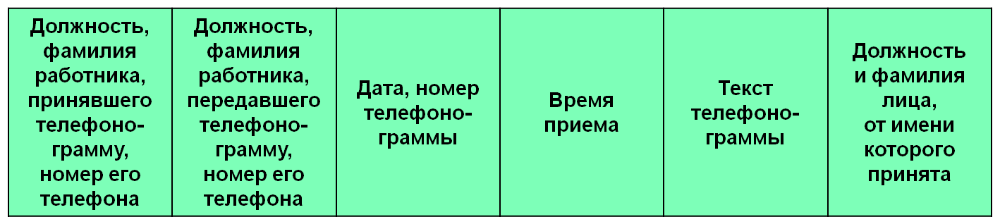 Должность,
фамилия
работника,
принявшего
телефоно-
грамму,
номер его
телефона
Должность,
фамилия
работника,
передавшего
телефоно-
грамму,
номер его
телефона
Дата, номер
телефоно-
граммы
Время
приема
Текст
телефоно-
граммы
Должность
и фамилия
лица,
от имени
которого
принята